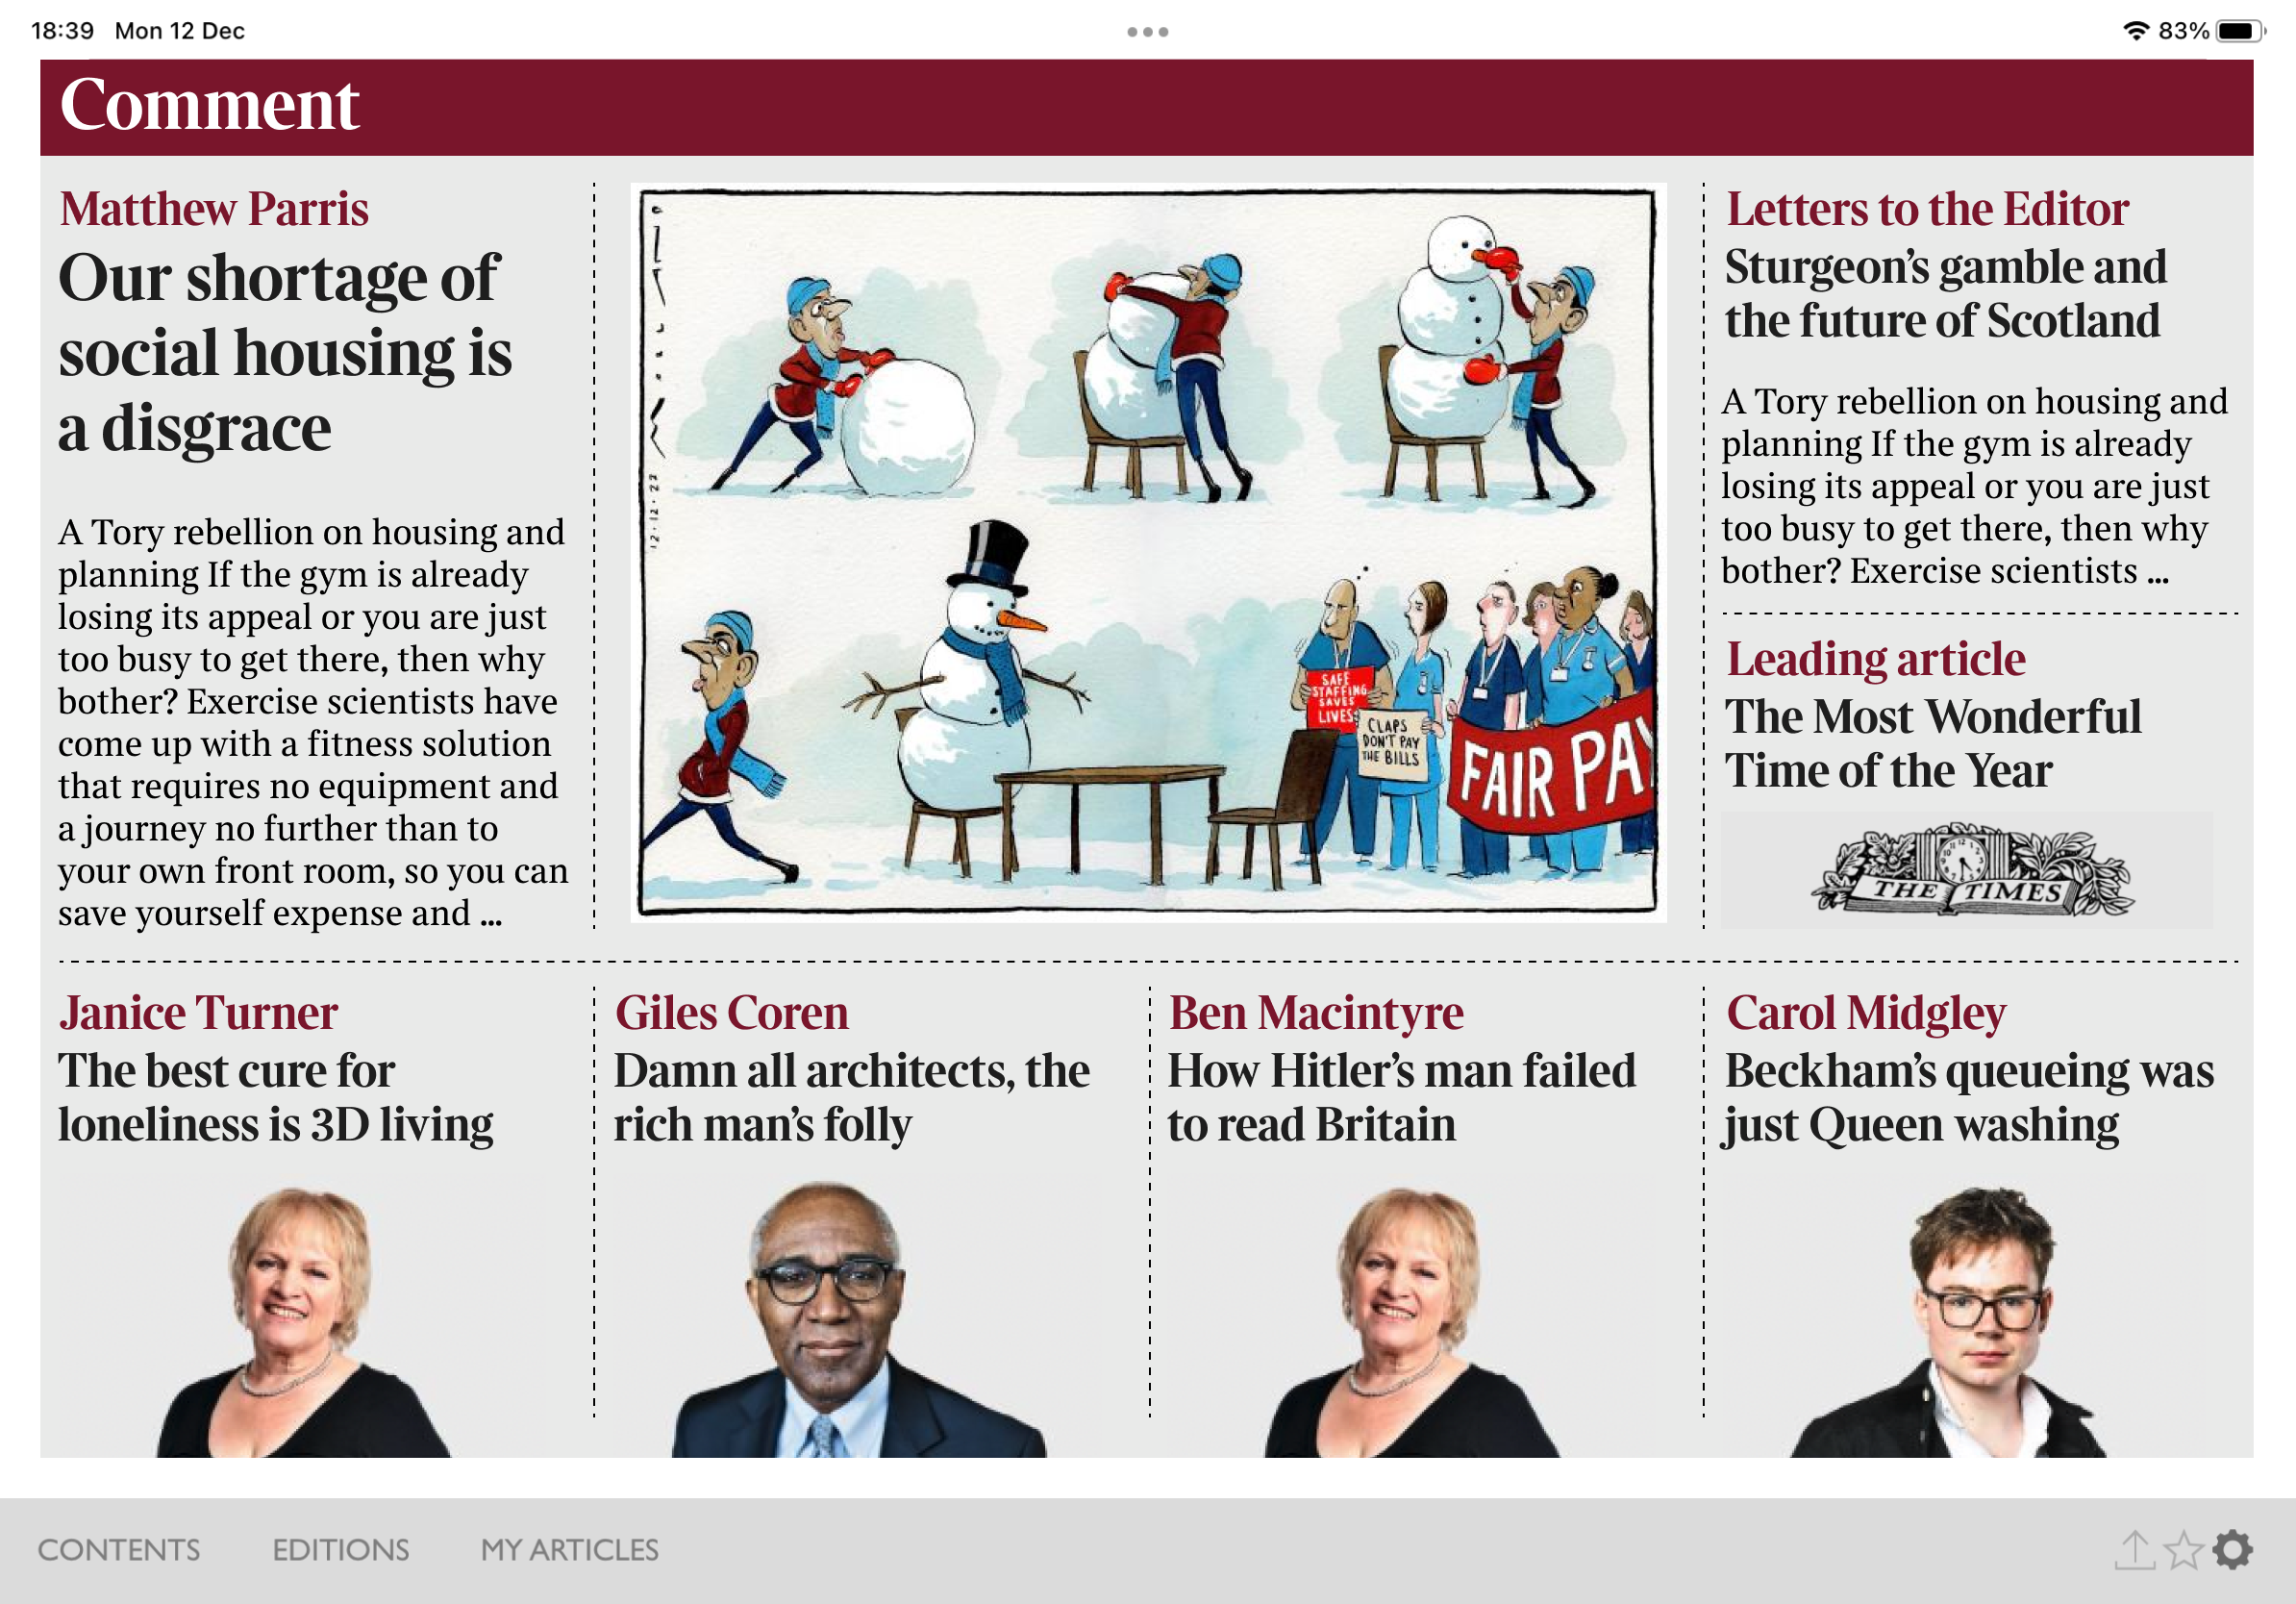 18:39 Mon 12 Dec
83%
Comment
Matthew Parris
Our shortage of
social housing is
a disgrace
A Tory rebellion on housing and
planning If the gym is already
losing its appeal or you are just
too busy to get there, then why
bother? Exercise scientists have
come up with a fitness solution
that requires no equipment and
a journey no further than to
your own front room, so you can
save yourself expense and ...
12·12·22
SAFE
STAFFING
SAVES
LIVES
CLAPS
DON'T PAY
THE BILLS
FAIR PAY
Letters to the Editor
Sturgeon's gamble and
the future of Scotland
A Tory rebellion on housing and
planning If the gym is already
losing its appeal or you are just
too busy to get there, then why
bother? Exercise scientists ...
Leading article
The Most Wonderful
Time of the Year
THE TIMES
Janice Turner
The best cure for
loneliness is 3D living
Giles Coren
Damn all architects, the
rich man's folly
Ben Macintyre
How Hitler's man failed
to read Britain
Carol Midgley
Beckham's queueing was
just Queen washing
CONTENTS
EDITIONS
MY ARTICLES